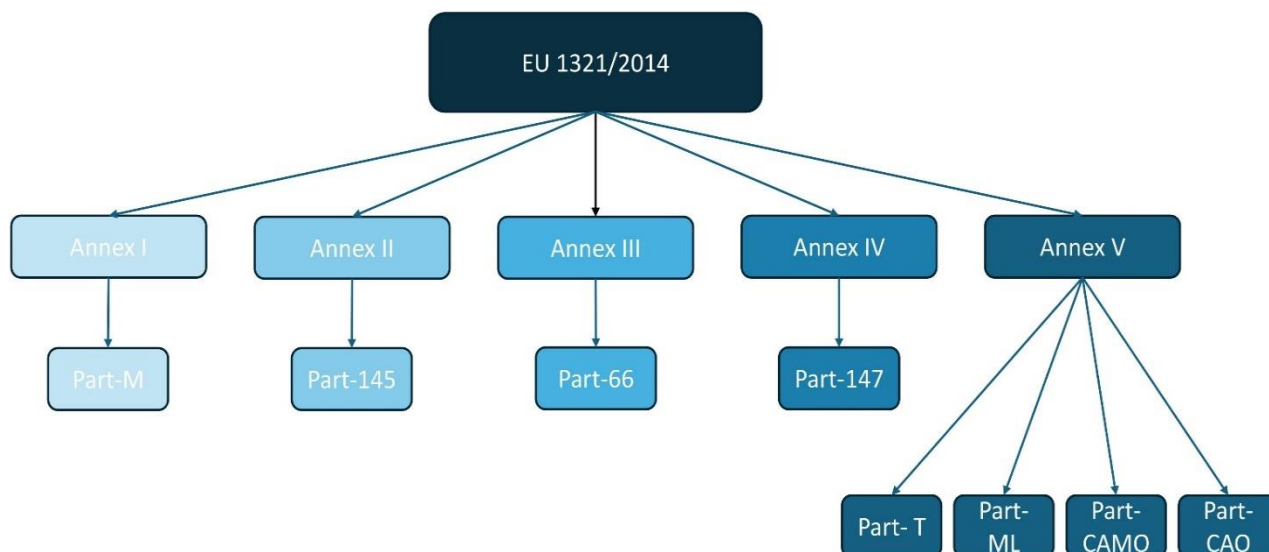 EU 1321/2014
Annex I
Annex II
Annex III
Annex IV
Annex V
Part-M
Part-145
Part-66
Part-147
Part- T
Part-
ML
Part-
CAMO
Part-
CAO